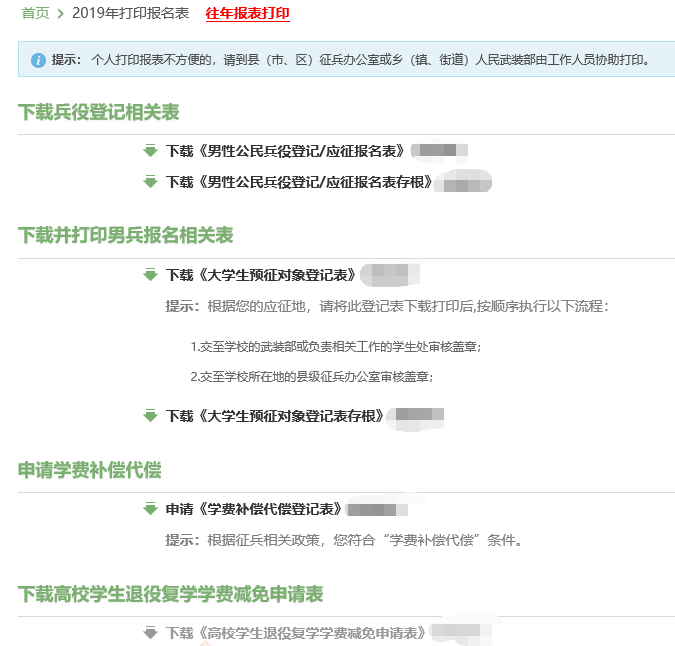 首页 > 2019年打印报名表 往年报表打印
提示： 个人打印报表不方便的，请到县（市、区）征兵办公室或乡（镇、街道）人民武装部由工作人员协助打印。
下载兵役登记相关表
下载《男性公民兵役登记/应征报名表》
下载《男性公民兵役登记/应征报名表存根》
下载并打印男兵报名相关表
下载《大学生预征对象登记表》
提示：根据您的应征地，请将此登记表下载打印后,按顺序执行以下流程：
1.交至学校的武装部或负责相关工作的学生处审核盖章；
2.交至学校所在地的县级征兵办公室审核盖章；
下载《大学生预征对象登记表存根》
申请学费补偿代偿
申请《学费补偿代偿登记表》
提示：根据征兵相关政策，您符合“学费补偿代偿”条件。
下载高校学生退役复学学费减免申请表
下载《高校学生退役复学学费减免申请表》